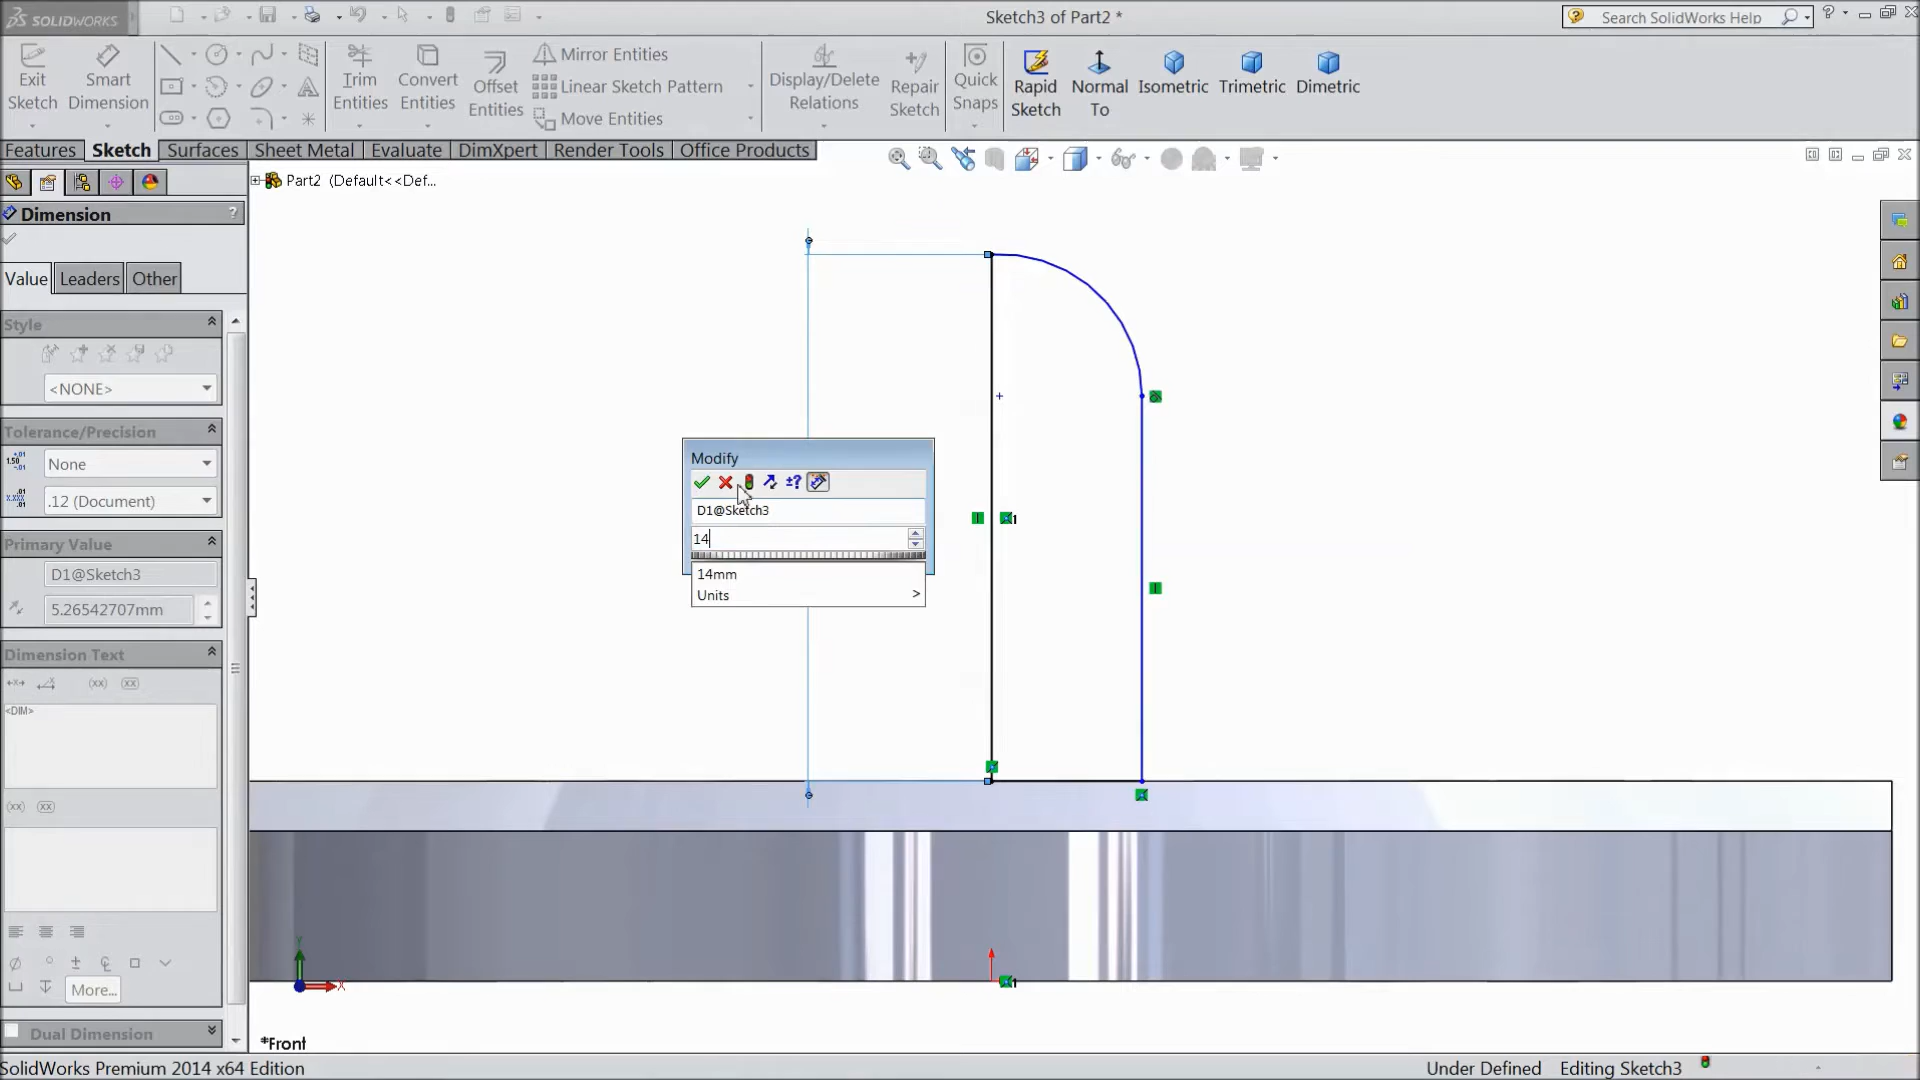 SOLIDWORKS
Sketch3 of Part2 *
Search SolidWorks Help
Exit Sketch
Smart Dimension
Trim Entities
Convert Entities
Offset Entities
Mirror Entities
Linear Sketch Pattern
Move Entities
Display/Delete Relations
Repair Sketch
Quick Snaps
Rapid Sketch
Normal To
Isometric
Trimetric
Dimetric
Features Sketch Surfaces Sheet Metal Evaluate DimXpert Render Tools Office Products
Part2 (Default<<Def...
Dimension ?
Value Leaders Other
Style
<NONE>
Tolerance/Precision
None
.12 (Document)
Primary Value
D1@Sketch3
5.26542707mm
Dimension Text
<DIM>
More...
Dual Dimension
Modify
D1@Sketch3
14
14mm
Units >
1
1
Y
X
*Front
SolidWorks Premium 2014 x64 Edition
Under Defined
Editing Sketch3